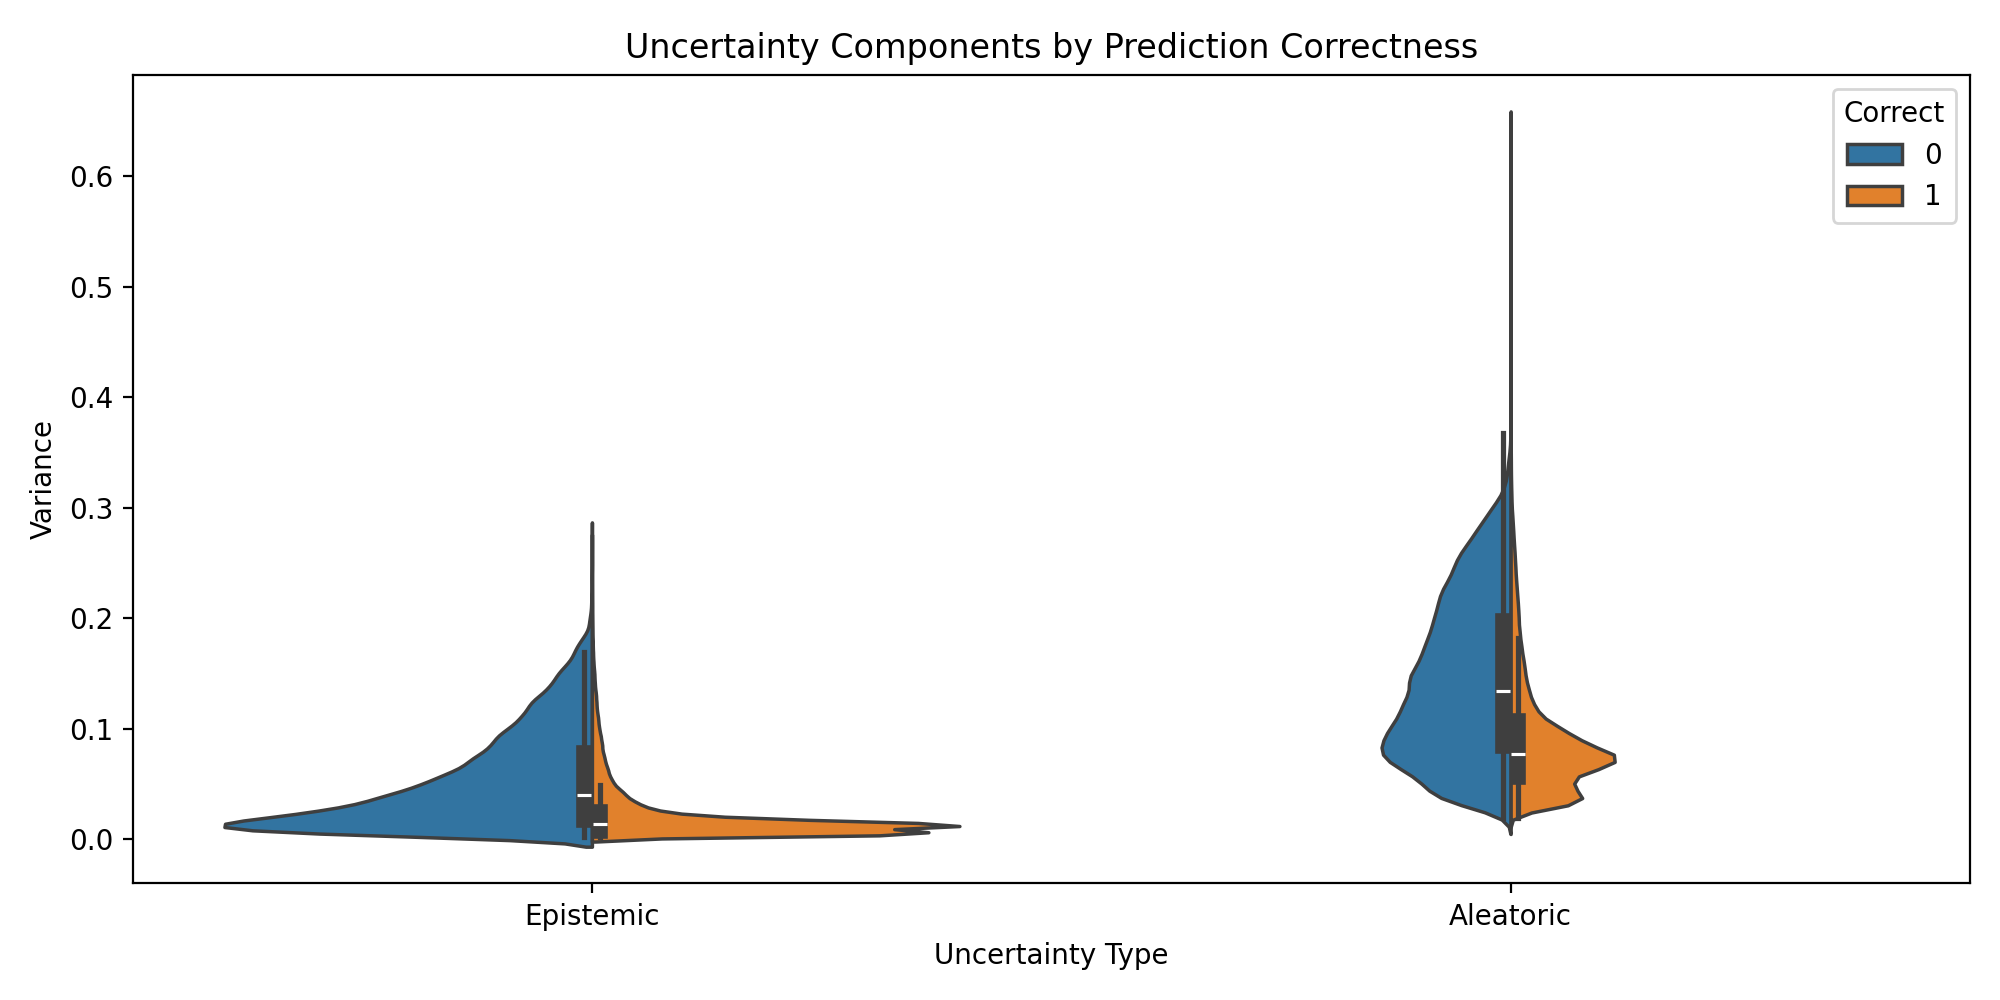 Uncertainty Components by Prediction Correctness
Correct
0
1
0.6
0.5
0.4
0.3
0.2
0.1
0.0
Variance
Epistemic
Aleatoric
Uncertainty Type